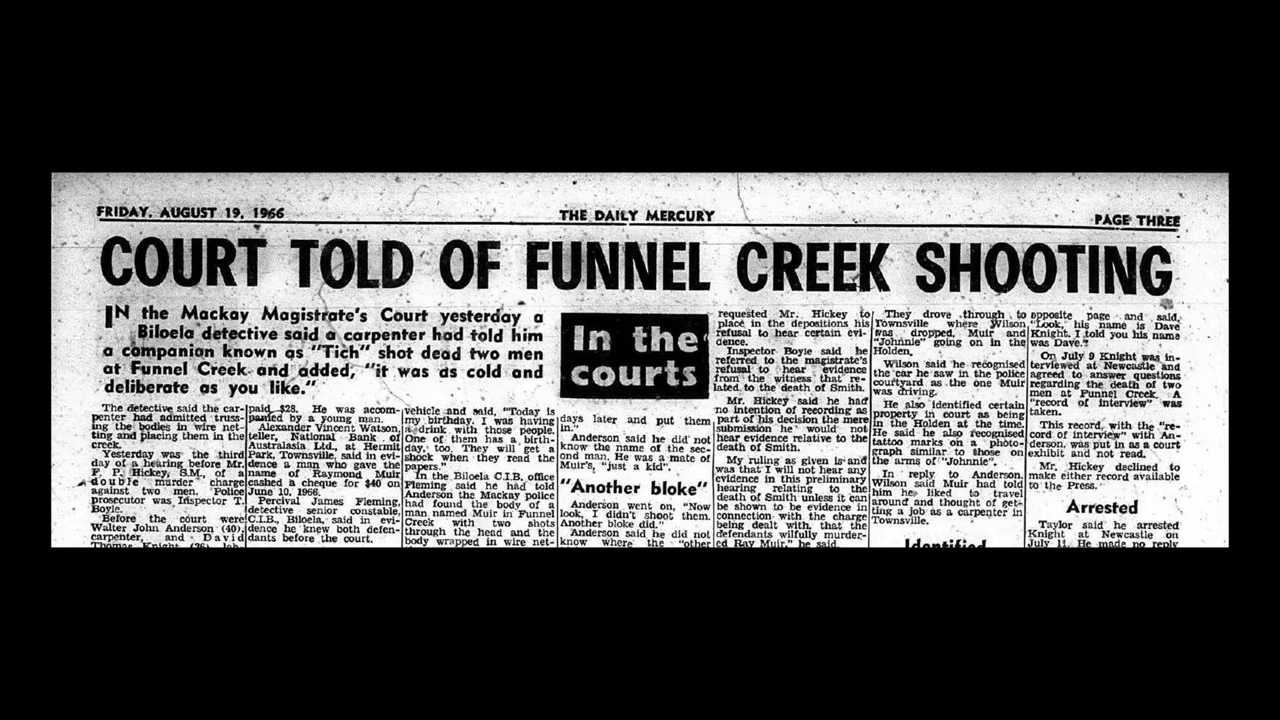 FRIDAY, AUGUST 19, 1966
THE DAILY MERCURY
PAGE THREE
COURT TOLD OF FUNNEL CREEK SHOOTING
IN the Mackay Magistrate's Court yesterday a
Biloela detective said a carpenter had told him
a companion known as "Tich" shot dead two men
at Funnel Creek and added, "it was as cold and
deliberate as you like."
The detective said the car-
penter had admitted truss-
ing the bodies in wire net-
ting and placing them in the
creek.
Yesterday was the third
day of a hearing before Mr.
F. P. Hickey, S.M., of a
double murder charge
against two men. Police
prosecutor was Inspector T.
Boyle.
Before the court were
Walter John Anderson (40),
carpenter, and David
Thomas Knight (26), lab-
paid $28. He was accom-
panied by a young man.
Alexander Vincent Watson,
teller, National Bank of
Australasia Ltd., at Hermit
Park, Townsville, said in evi-
dence a man who gave the
name of Raymond Muir
cashed a cheque for $40 on
June 10, 1966.
Percival James Fleming,
detective senior constable,
C.I.B., Biloela, said in evi-
dence he knew both defen-
dants before the court.
vehicle and said, "Today is
my birthday. I was having
a drink with those people.
One of them has a birth-
day, too. They will get a
shock when they read the
papers."
In the Biloela C.I.B. office
Fleming said he had told
Anderson the Mackay police
had found the body of a
man named Muir in Funnel
Creek with two shots
through the head and the
body wrapped in wire net-
In the
courts
days later and put them
in."
Anderson said he did not
know the name of the sec-
ond man. He was a mate of
Muir's, "just a kid".
"Another bloke"
Anderson went on, "Now
look, I didn't shoot them.
Another bloke did."
Anderson said he did not
know where the "other
requested Mr. Hickey to
place in the depositions his
refusal to hear certain evi-
dence.
Inspector Boyle said he
referred to the magistrate's
refusal to hear evidence
from the witness that re-
lated to the death of Smith.
Mr. Hickey said he had
no intention of recording as
part of his decision the mere
submission he would not
hear evidence relative to the
death of Smith.
"My ruling as given is and
was that I will not hear any
evidence in this preliminary
hearing relating to the
death of Smith unless it can
be shown to be evidence in
connection with the charge
being dealt with, that the
defendants wilfully murder-
ed Ray Muir," he said.
They drove through to
Townsville where Wilson
was dropped, Muir and
"Johnnie" going on in the
Holden.
Wilson said he recognised
the car he saw in the police
courtyard as the one Muir
was driving.
He also identified certain
property in court as being
in the Holden at the time.
He said he also recognised
tattoo marks on a photo-
graph similar to those on
the arms of "Johnnie".
In reply to Anderson,
Wilson said Muir had told
him he liked to travel
around and thought of get-
ting a job as a carpenter in
Townsville.
Identified
opposite page and said,
"Look, his name is Dave
Knight. I told you his name
was Dave."
On July 9 Knight was in-
terviewed at Newcastle and
agreed to answer questions
regarding the death of two
men at Funnel Creek. A
"record of interview" was
taken.
This record, with the "re-
cord of interview" with An-
derson, was put in as a court
exhibit and not read.
Mr. Hickey declined to
make either record available
to the Press.
Arrested
Taylor said he arrested
Knight at Newcastle on
July 11. He made no reply